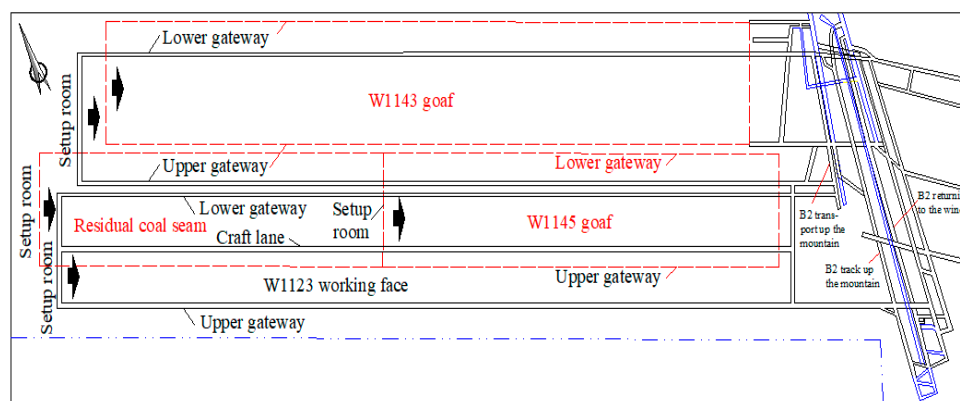 Lower gateway
W1143 goaf
Setup room
Upper gateway
Lower gateway
Setup room
Lower gateway
Setup
room
Residual coal seam
W1145 goaf
Craft lane
B2 trans-
port up the
mountain
B2 return
to the wind
Setup room
W1123 working face
Upper gateway
B2 track up
the mountain
Upper gateway